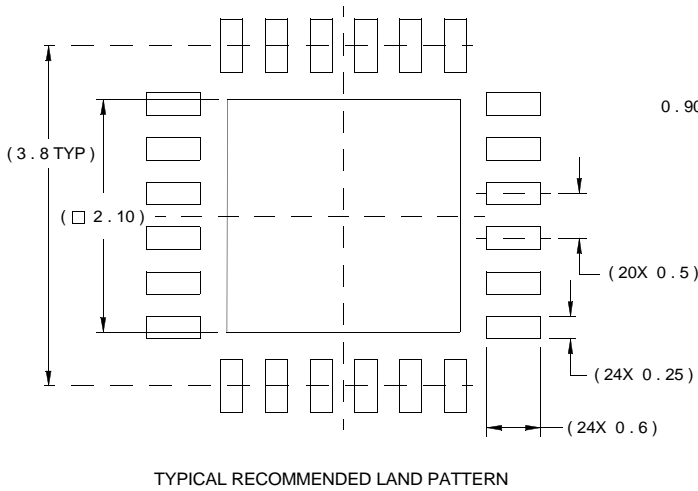 0.90
( 3 . 8 TYP )
( □ 2 . 10 )
( 20X 0 . 5 )
( 24X 0 . 25 )
( 24X 0 . 6 )
TYPICAL RECOMMENDED LAND PATTERN